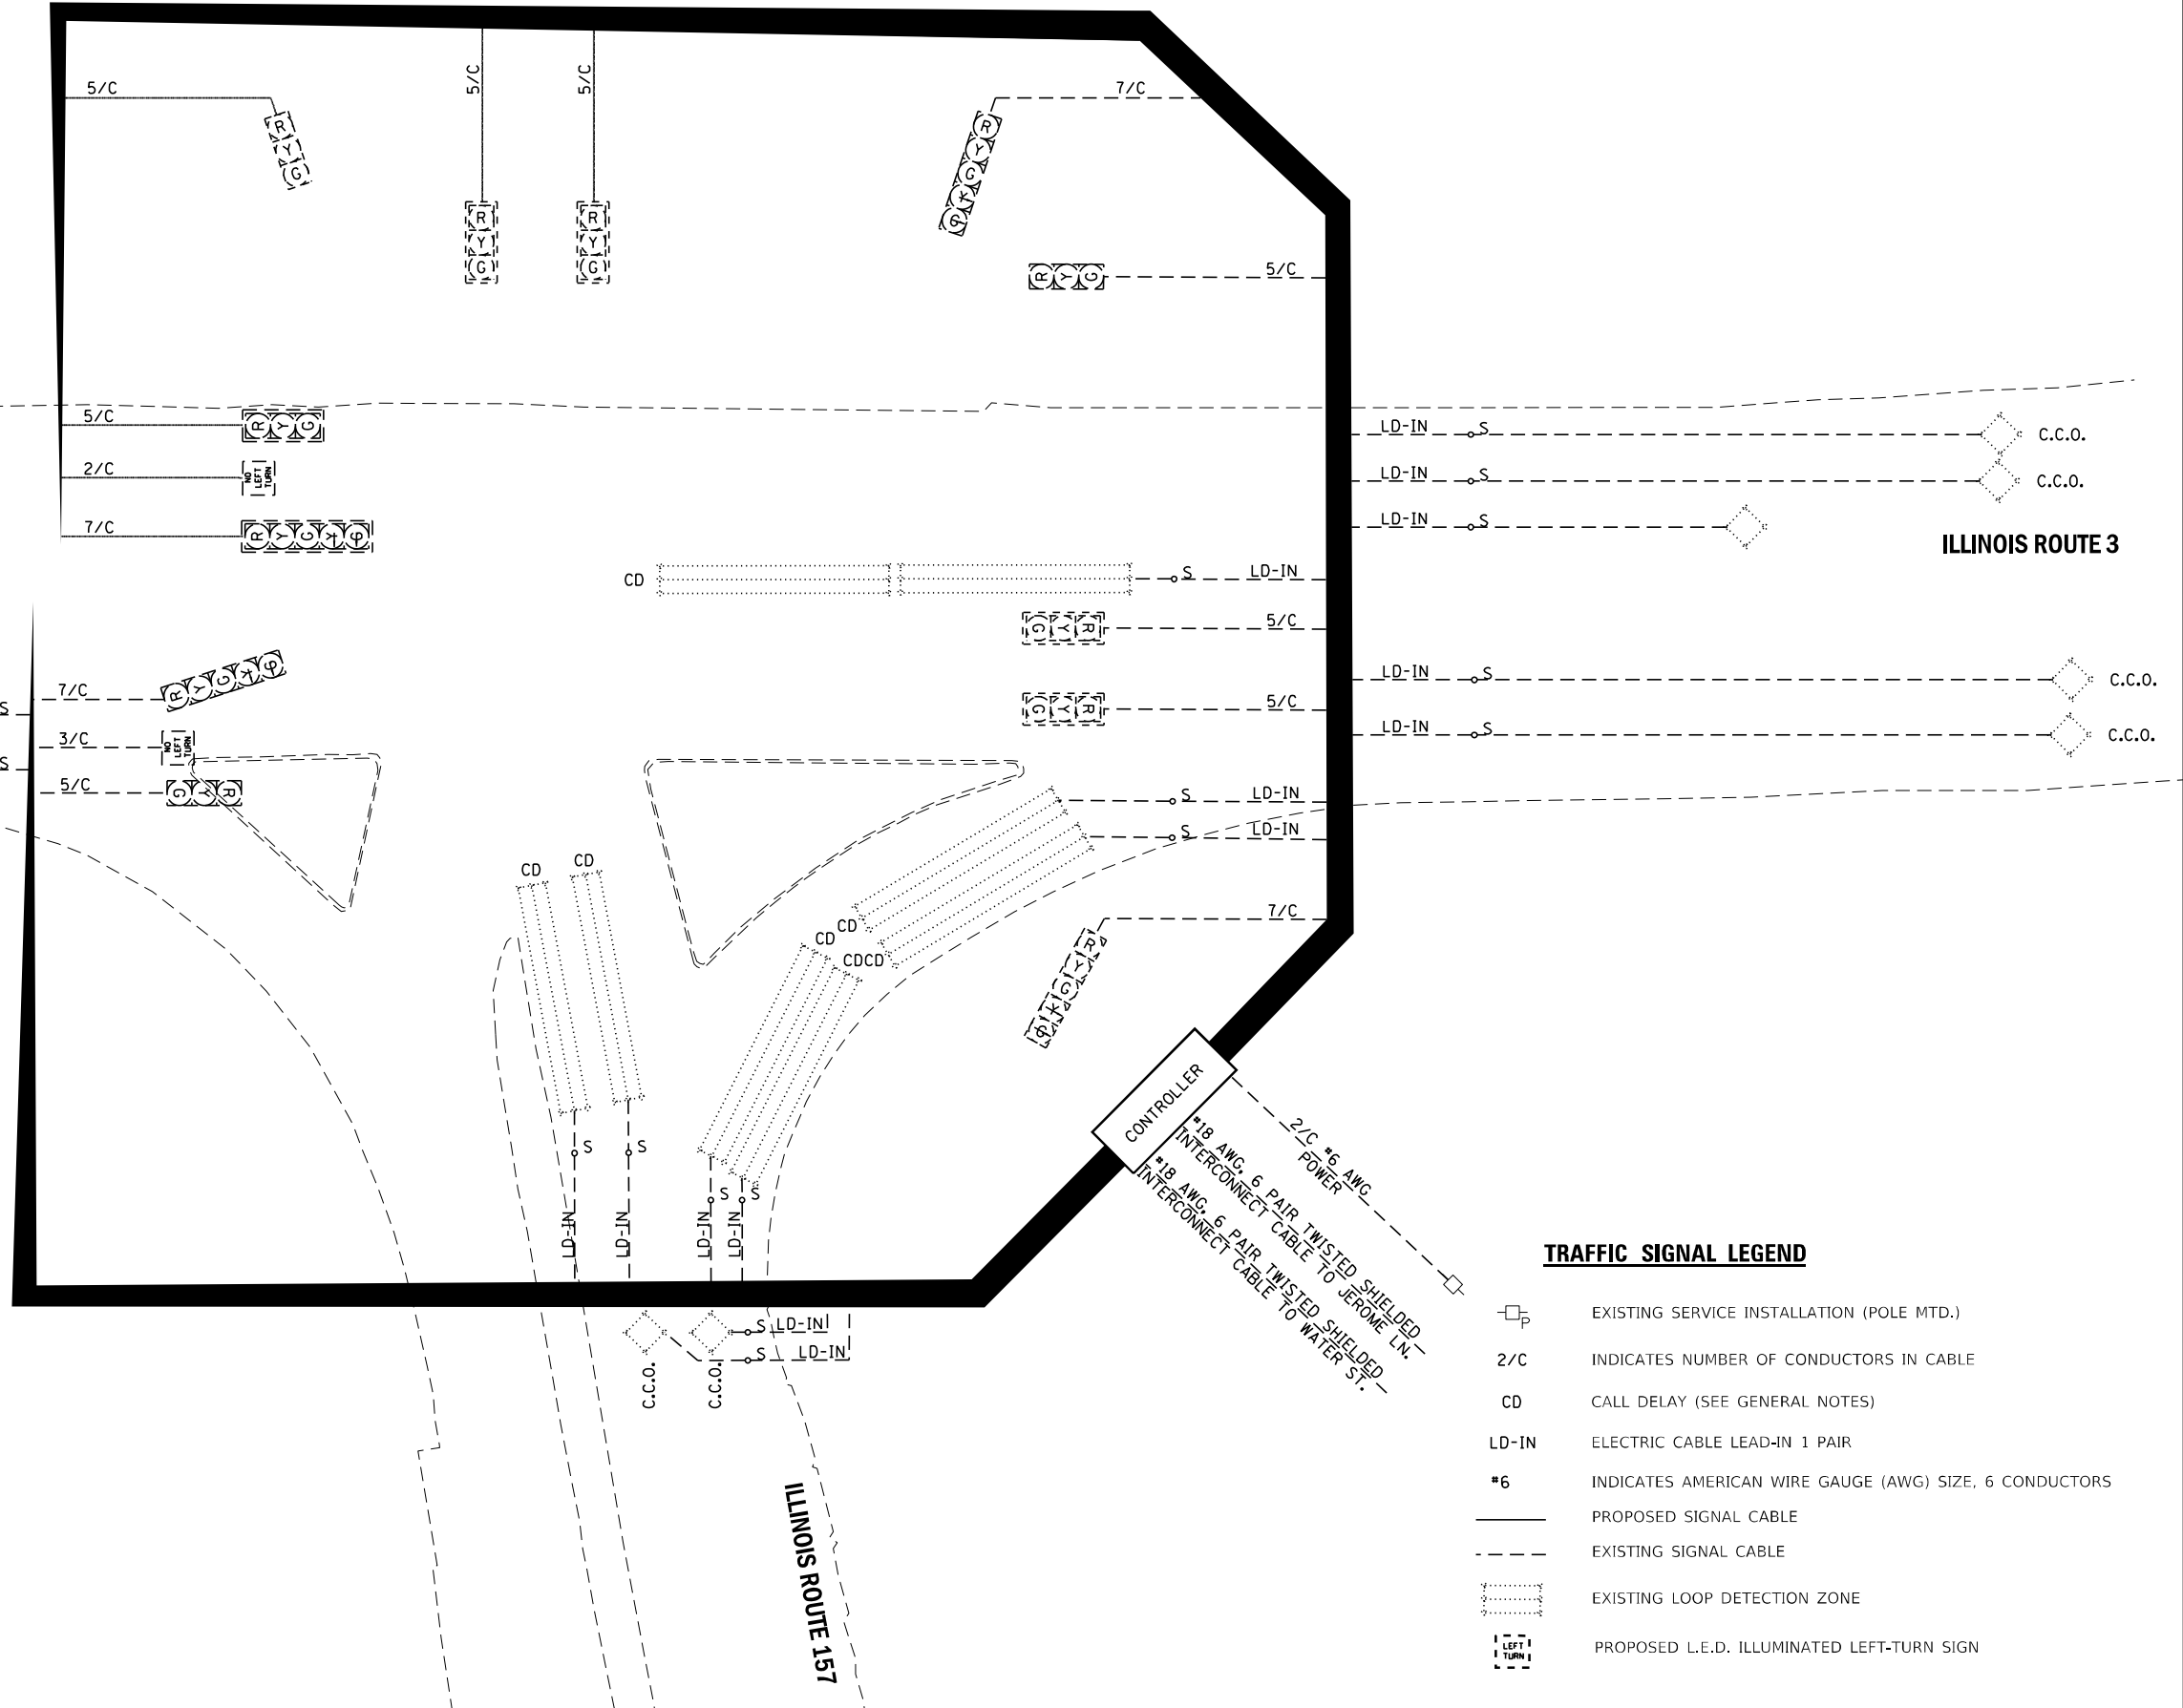 5/C
5/C
5/C
7/C
R
Y
G
R
Y
G
R
Y
G
R
Y
G
R Y G
5/C
5/C
R Y G
2/C
NO
LEFT
TURN
7/C
R Y G
LD-IN S C.C.O.
LD-IN S C.C.O.
LD-IN S
ILLINOIS ROUTE 3
CD
S LD-IN
G Y R
5/C
7/C
R Y G
S
3/C
NO
LEFT
TURN
S
5/C
G Y R
G Y R
5/C
LD-IN S C.C.O.
LD-IN S C.C.O.
S LD-IN
S LD-IN
CD
CD
CD
CD
CDCD
7/C
R
Y
G
S
S
S
S
LD-IN
LD-IN
LD-IN
LD-IN
CONTROLLER
2/C #6 AWG
POWER
#18 AWG, 6 PAIR TWISTED SHIELDED
INTERCONNECT CABLE TO JEROME LN.
#18 AWG, 6 PAIR TWISTED SHIELDED
INTERCONNECT CABLE TO WATER ST.
S LD-IN
S LD-IN
C.C.O.
C.C.O.
ILLINOIS ROUTE 157
TRAFFIC SIGNAL LEGEND
P EXISTING SERVICE INSTALLATION (POLE MTD.)
2/C INDICATES NUMBER OF CONDUCTORS IN CABLE
CD CALL DELAY (SEE GENERAL NOTES)
LD-IN ELECTRIC CABLE LEAD-IN 1 PAIR
#6 INDICATES AMERICAN WIRE GAUGE (AWG) SIZE, 6 CONDUCTORS
PROPOSED SIGNAL CABLE
EXISTING SIGNAL CABLE
EXISTING LOOP DETECTION ZONE
LEFT
TURN
PROPOSED L.E.D. ILLUMINATED LEFT-TURN SIGN